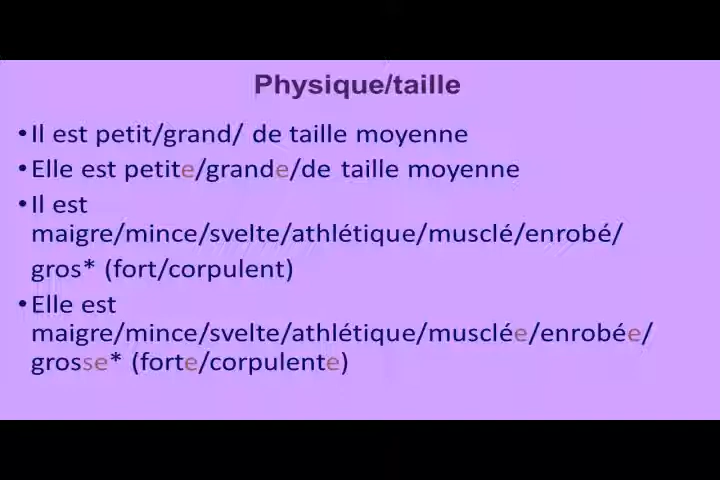 Physique/taille
•Il est petit/grand/ de taille moyenne
•Elle est petite/grande/de taille moyenne
•Il est
maigre/mince/svelte/athlétique/musclé/enrobé/
gros* (fort/corpulent)
•Elle est
maigre/mince/svelte/athlétique/musclée/enrobée/
grosse* (forte/corpulente)